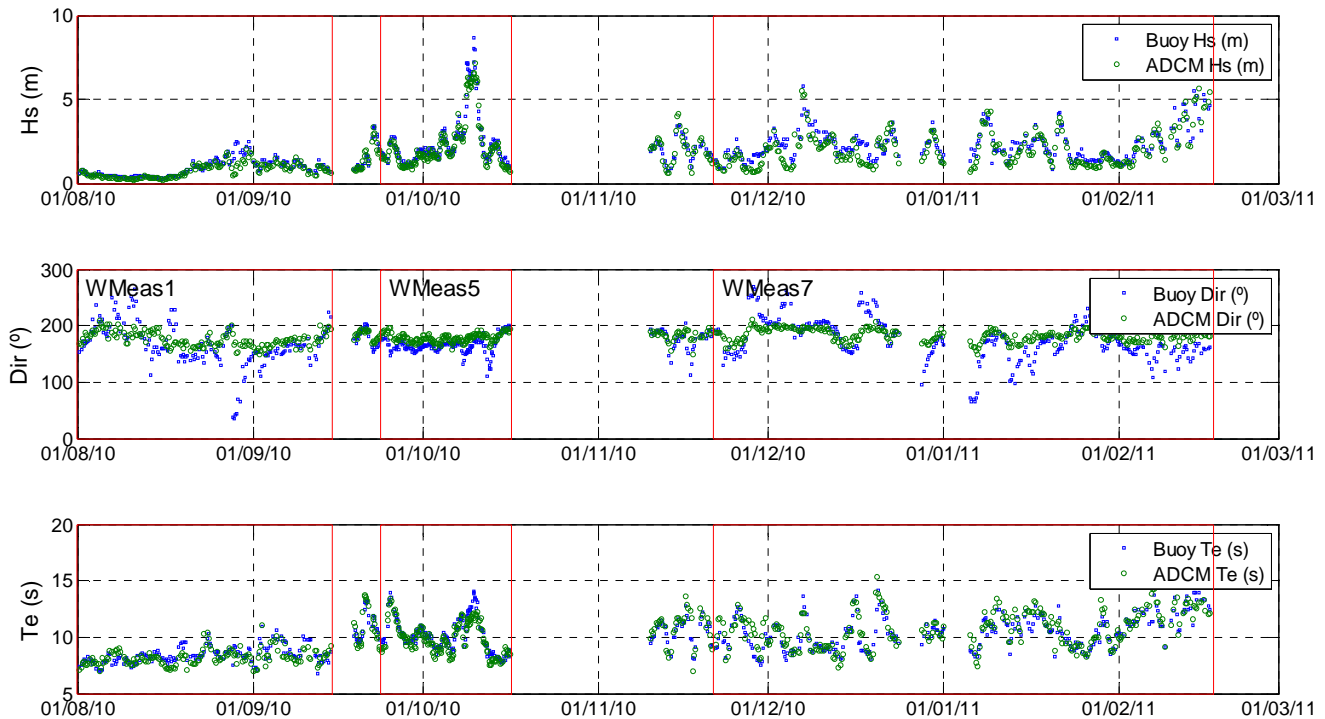 10
5
0
Hs (m)
Buoy Hs (m)
ADCM Hs (m)
01/08/10 01/09/10 01/10/10 01/11/10 01/12/10 01/01/11 01/02/11 01/03/11
300
200
100
0
Dir (º)
WMeas1 WMeas5 WMeas7
Buoy Dir (º)
ADCM Dir (º)
01/08/10 01/09/10 01/10/10 01/11/10 01/12/10 01/01/11 01/02/11 01/03/11
20
15
10
5
Te (s)
Buoy Te (s)
ADCM Te (s)
01/08/10 01/09/10 01/10/10 01/11/10 01/12/10 01/01/11 01/02/11 01/03/11